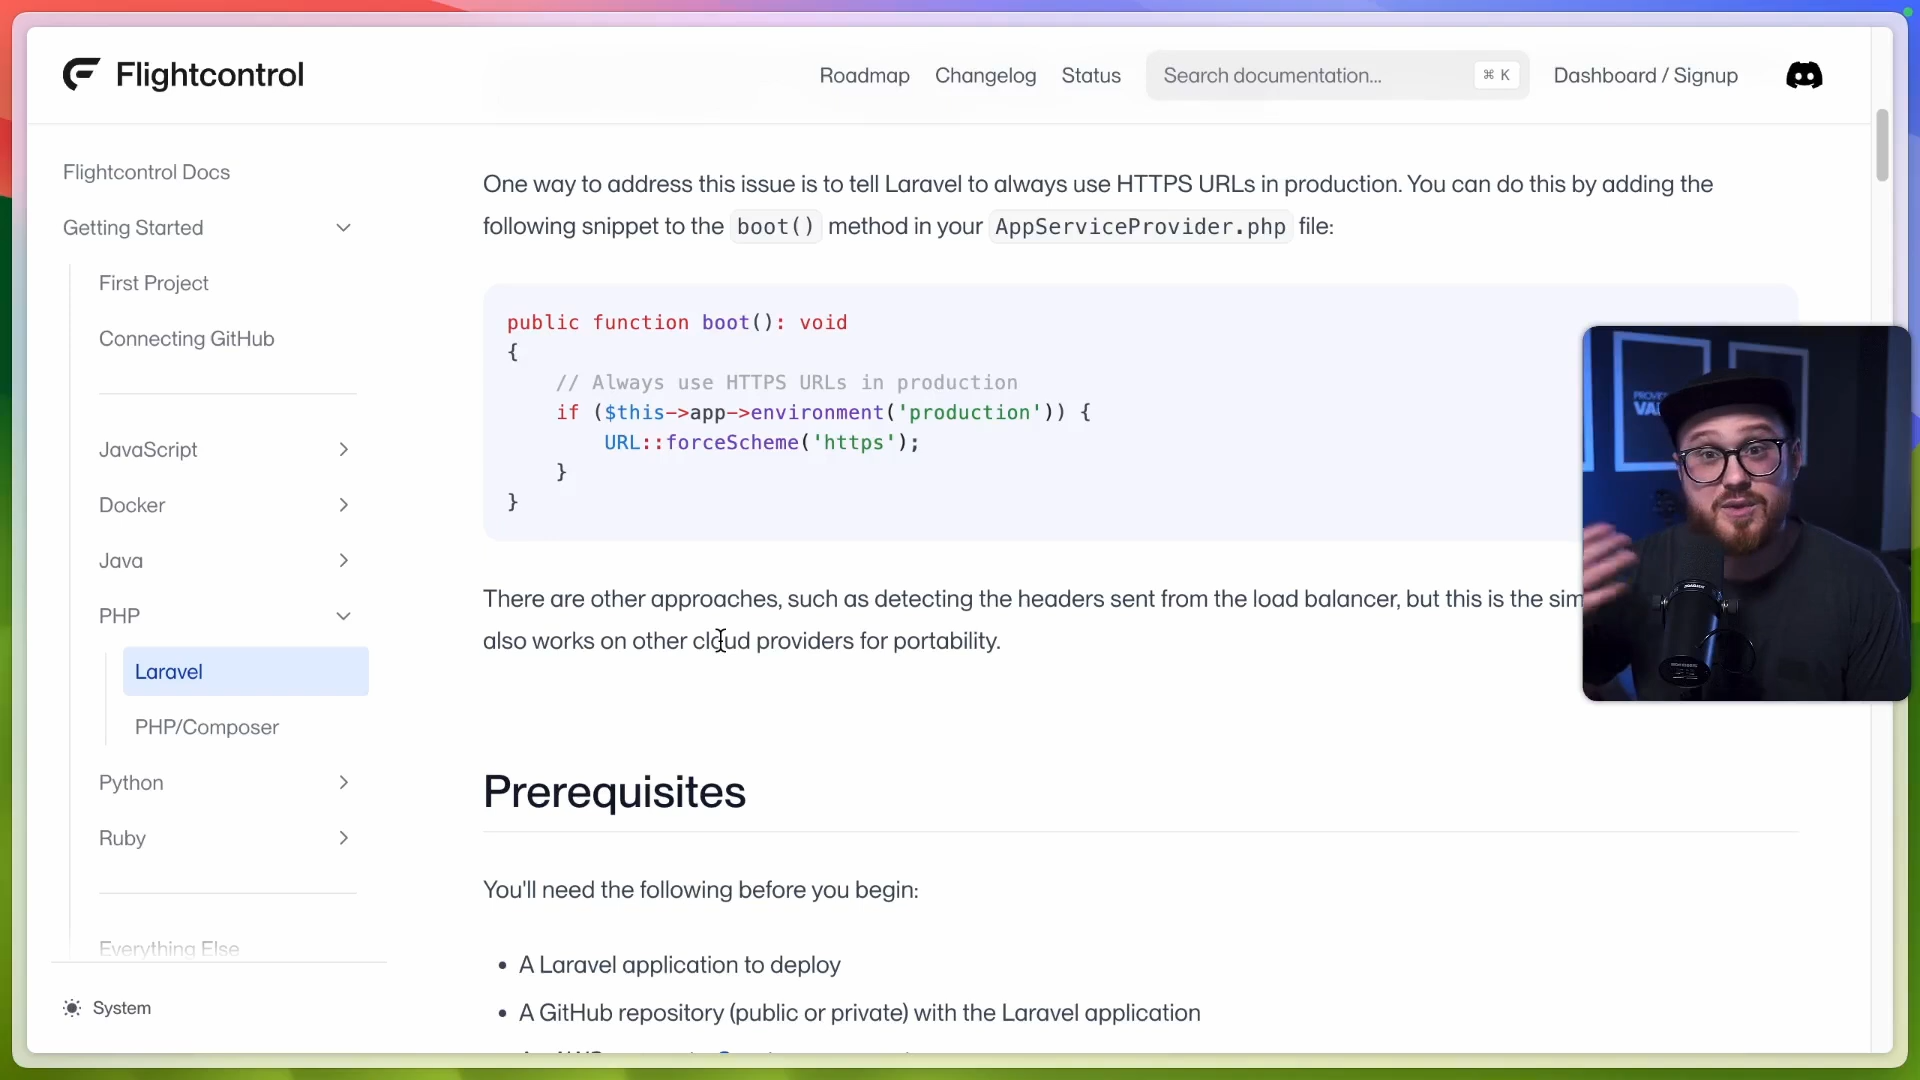 Flightcontrol
Roadmap
Changelog
Status
Search documentation...
⌘ K
Dashboard / Signup
Flightcontrol Docs
Getting Started
First Project
Connecting GitHub
JavaScript
Docker
Java
PHP
Laravel
PHP/Composer
Python
Ruby
Everything Else
System
One way to address this issue is to tell Laravel to always use HTTPS URLs in production. You can do this by adding the
following snippet to the boot() method in your AppServiceProvider.php file:
public function boot(): void
{
// Always use HTTPS URLs in production
if ($this->app->environment('production')) {
URL::forceScheme('https');
}
}
There are other approaches, such as detecting the headers sent from the load balancer, but this is the
also works on other cloud providers for portability.
Prerequisites
You'll need the following before you begin:
• A Laravel application to deploy
• A GitHub repository (public or private) with the Laravel application